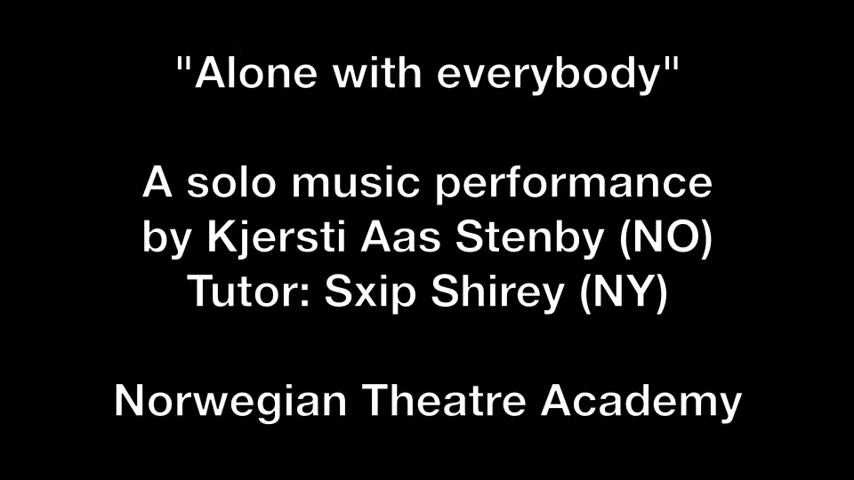 "Alone with everybody"
A solo music performance
by Kjersti Aas Stenby (NO)
Tutor: Sxip Shirey (NY)
Norwegian Theatre Academy